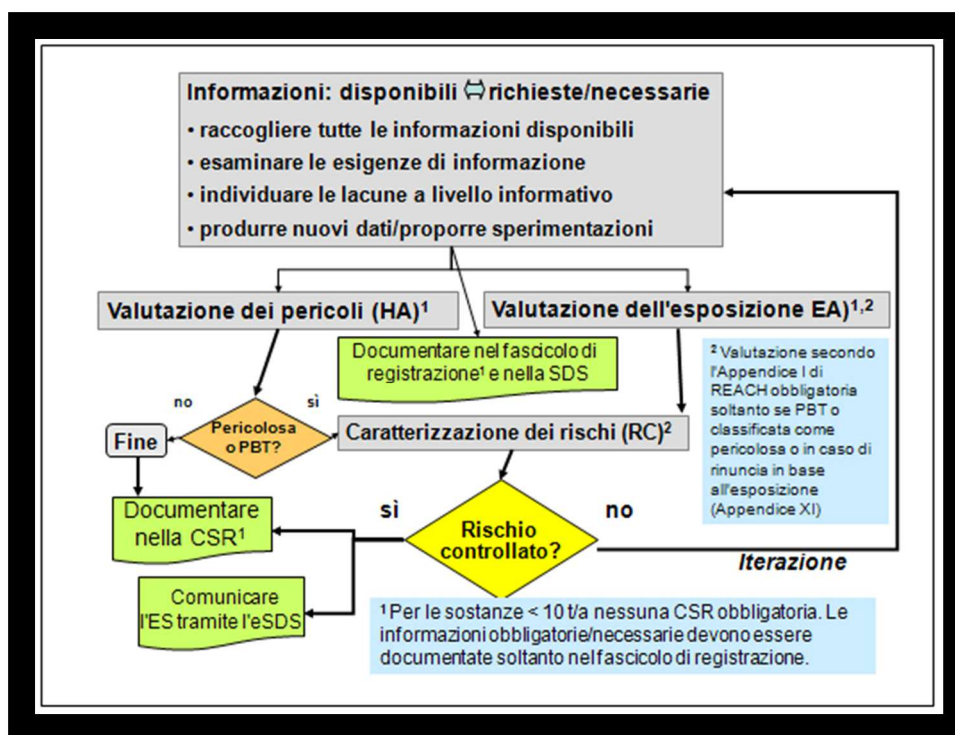 Informazioni: disponibili ⇔ richieste/necessarie
• raccogliere tutte le informazioni disponibili
• esaminare le esigenze di informazione
• individuare le lacune a livello informativo
• produrre nuovi dati/proporre sperimentazioni
Valutazione dei pericoli (HA)¹
Valutazione dell'esposizione EA)¹,²
Documentare nel fascicolo di
registrazione¹ e nella SDS
² Valutazione secondo
l'Appendice I di
REACH obbligatoria
soltanto se PBT o
classificata come
pericolosa o in caso di
rinuncia in base
all'esposizione
(Appendice XI)
no
sì
Pericolosa
o PBT?
Fine
Caratterizzazione dei rischi (RC)²
Documentare
nella CSR¹
sì
Rischio
controllato?
no
Iterazione
Comunicare
l'ES tramite l'eSDS
¹ Per le sostanze < 10 t/a nessuna CSR obbligatoria. Le
informazioni obbligatorie/necessarie devono essere
documentate soltanto nel fascicolo di registrazione.